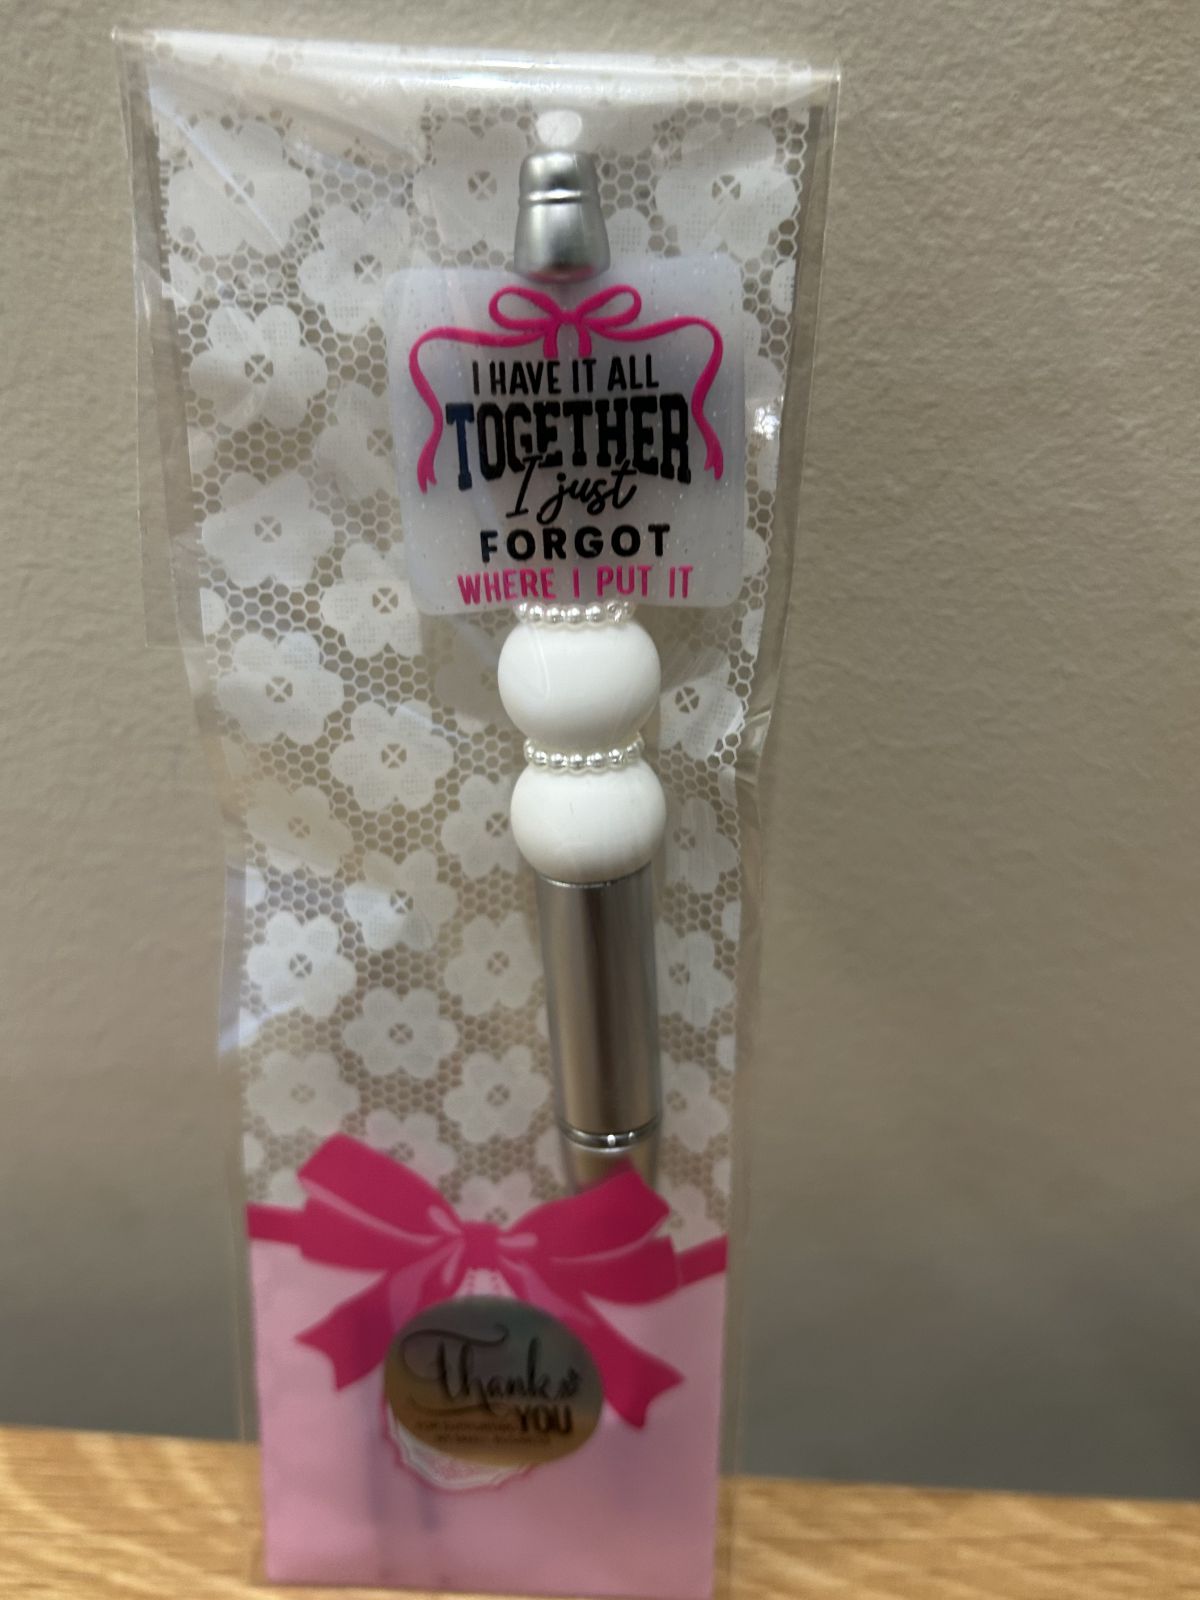 I HAVE IT ALL
TOGETHER
I just
FORGOT
WHERE I PUT IT
Thank
YOU